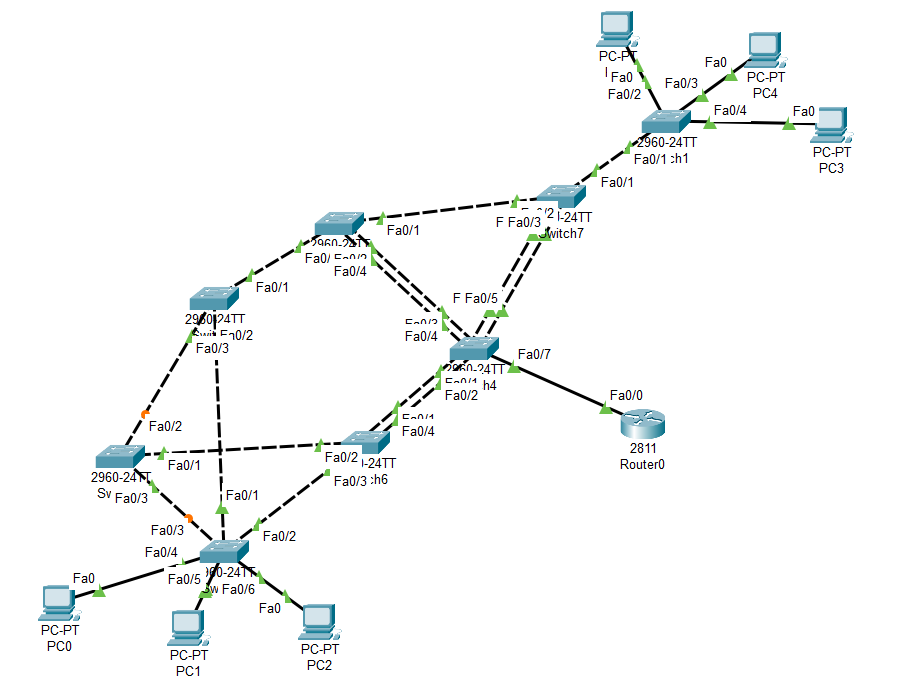 PC-PT
Fa0
Fa0/2
Fa0
PC-PT
PC4
Fa0/3
Fa0/4
Fa0
PC-PT
PC3
2960-24TT
Fa0/1
Fa0/1
Fa0/3
Switch7
Fa0/1
Fa0/4
Fa0/1
Fa0/2
Fa0/3
Fa0/5
Fa0/4
Fa0/7
Fa0/2
Fa0/0
2811
Router0
Fa0/4
Fa0/2
Fa0/3
Fa0/2
Fa0/1
2960-24TT
Fa0/3
Fa0/1
Fa0/2
Fa0/3
Fa0/4
Fa0/5
Fa0/6
Fa0
PC-PT
PC0
PC-PT
PC1
Fa0
PC-PT
PC2